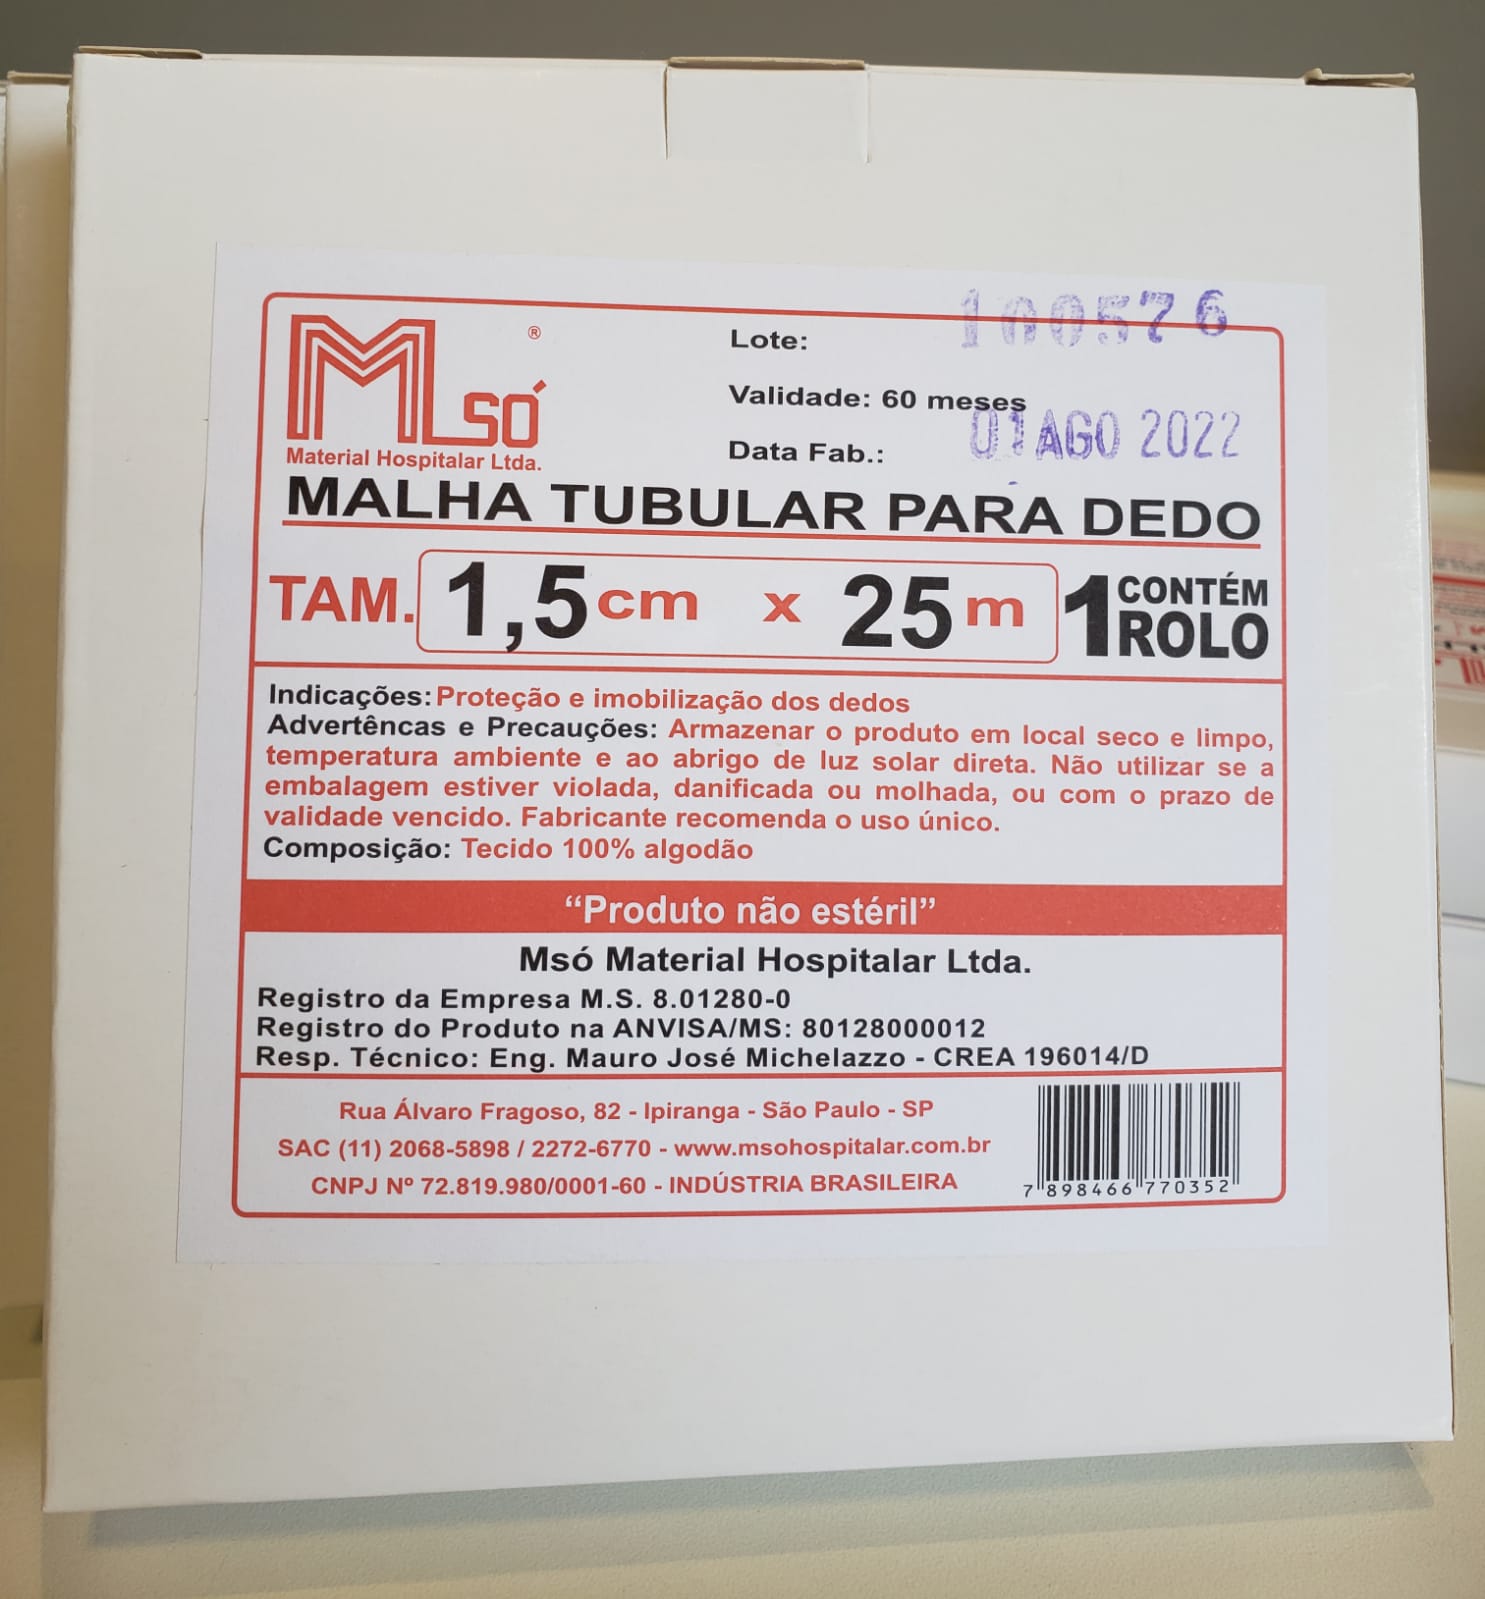 Msó ®
Material Hospitalar Ltda.
Lote: 100576
Validade: 60 meses
Data Fab.: 01 AGO 2022
MALHA TUBULAR PARA DEDO
TAM. 1,5 cm x 25 m 1 CONTÉM
ROLO
Indicações: Proteção e imobilização dos dedos
Advertêncas e Precauções: Armazenar o produto em local seco e limpo,
temperatura ambiente e ao abrigo de luz solar direta. Não utilizar se a
embalagem estiver violada, danificada ou molhada, ou com o prazo de
validade vencido. Fabricante recomenda o uso único.
Composição: Tecido 100% algodão
“Produto não estéril”
Msó Material Hospitalar Ltda.
Registro da Empresa M.S. 8.01280-0
Registro do Produto na ANVISA/MS: 80128000012
Resp. Técnico: Eng. Mauro José Michelazzo - CREA 196014/D
Rua Álvaro Fragoso, 82 - Ipiranga - São Paulo - SP
SAC (11) 2068-5898 / 2272-6770 - www.msohospitalar.com.br
CNPJ Nº 72.819.980/0001-60 - INDÚSTRIA BRASILEIRA
7 898466 770352